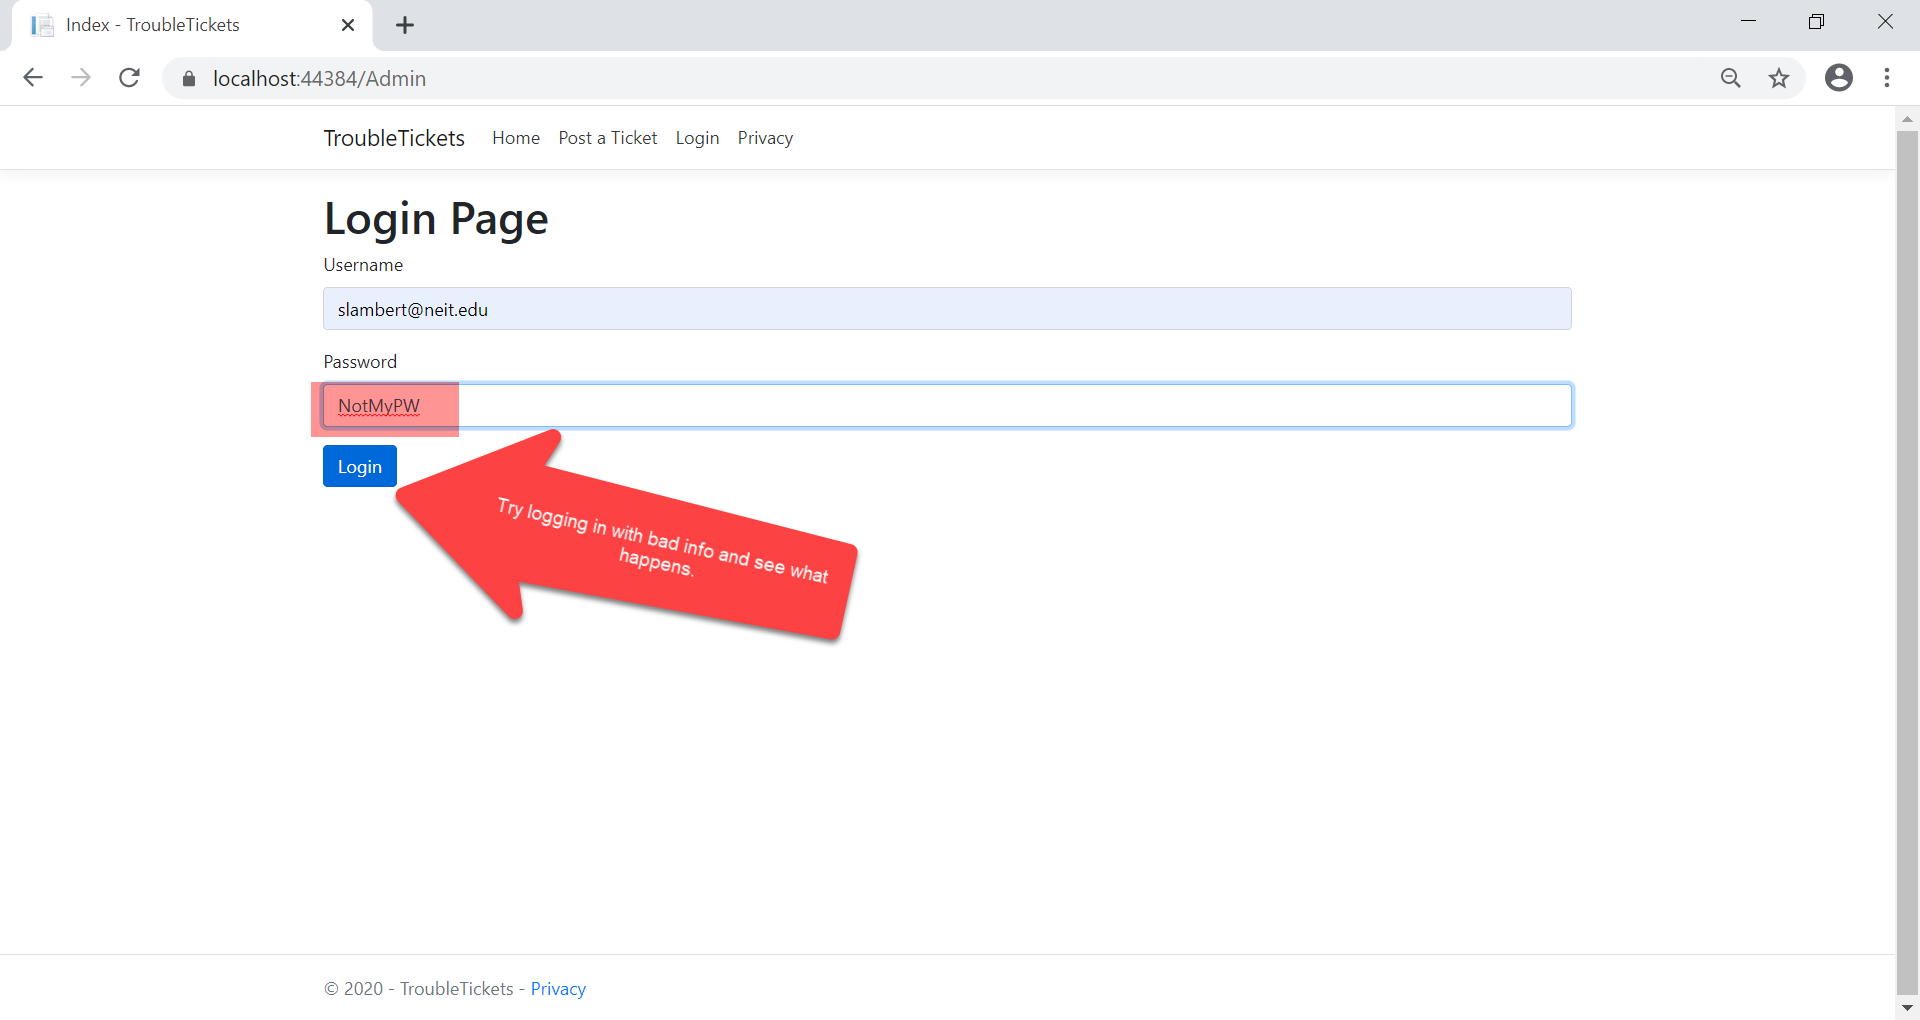 Index - TroubleTickets
localhost:44384/Admin
TroubleTickets Home Post a Ticket Login Privacy
Login Page
Username
slambert@neit.edu
Password
NotMyPW
Login
Try logging in with bad info and see what
happens.
© 2020 - TroubleTickets - Privacy